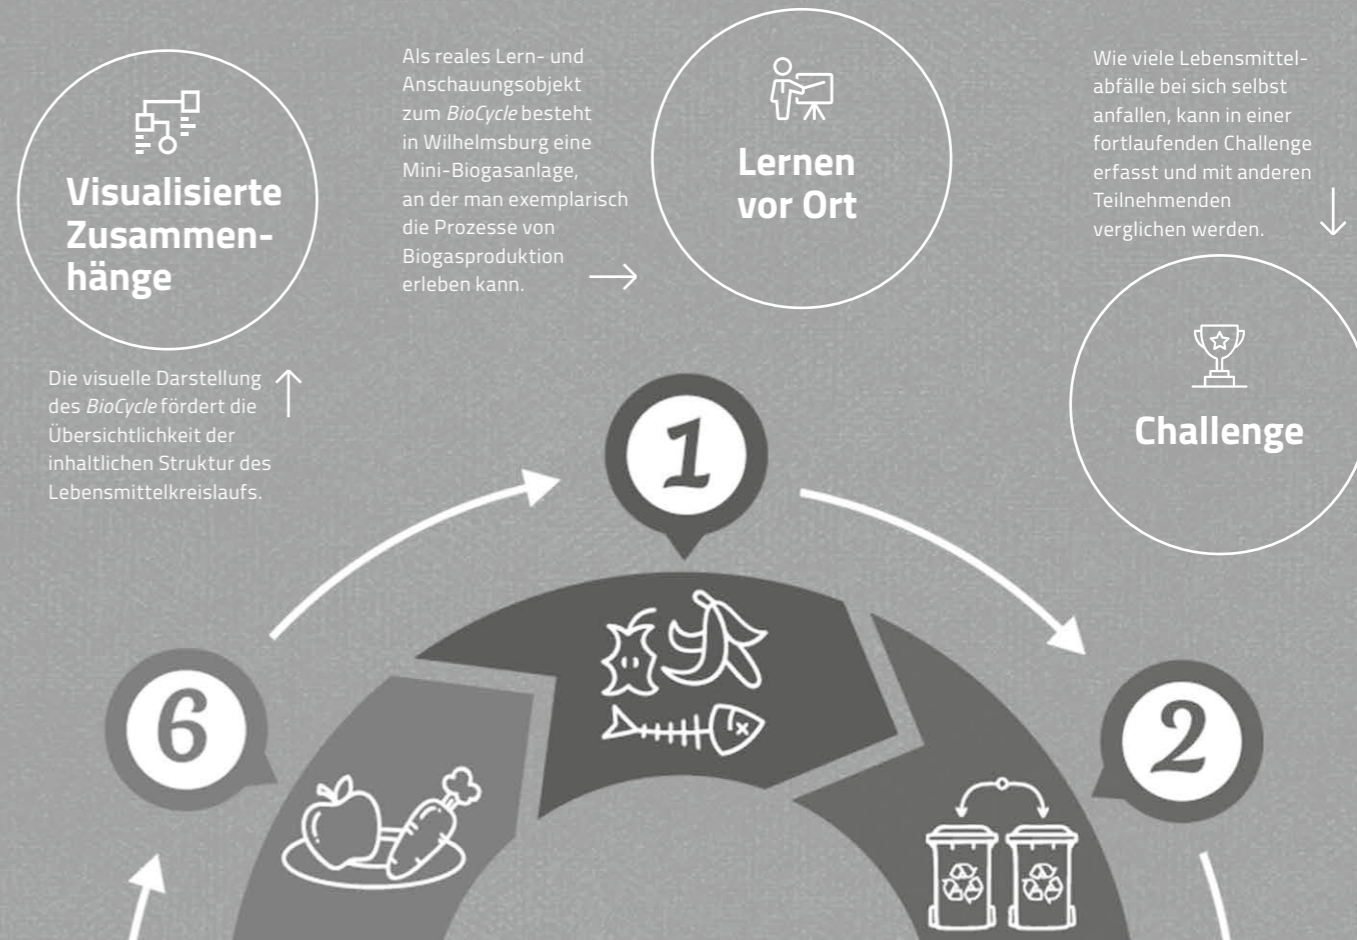 Visualisierte
Zusammen-
hänge
Die visuelle Darstellung
des BioCycle fördert die
Übersichtlichkeit der
inhaltlichen Struktur des
Lebensmittelkreislaufs.
Als reales Lern- und
Anschauungsobjekt
zum BioCycle besteht
in Wilhelmsburg eine
Mini-Biogasanlage,
an der man exemplarisch
die Prozesse von
Biogasproduktion
erleben kann.
Lernen
vor Ort
Wie viele Lebensmittel-
abfälle bei sich selbst
anfallen, kann in einer
fortlaufenden Challenge
erfasst und mit anderen
Teilnehmenden
verglichen werden.
Challenge
1
6
2